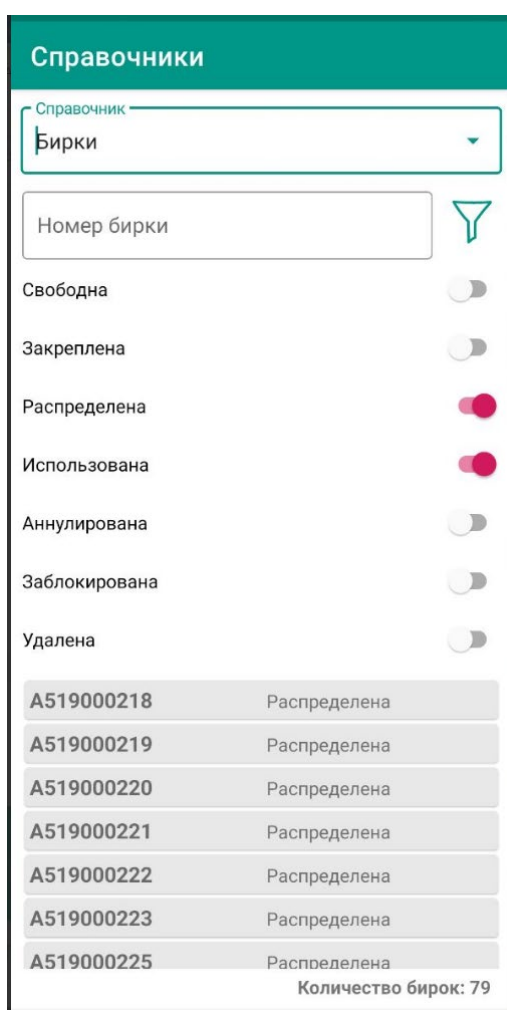 Справочники
Справочник
Бирки
Номер бирки
Свободна
Закреплена
Распределена
Использована
Аннулирована
Заблокирована
Удалена
A519000218 Распределена
A519000219 Распределена
A519000220 Распределена
A519000221 Распределена
A519000222 Распределена
A519000223 Распределена
A519000225 Распределена
Количество бирок: 79